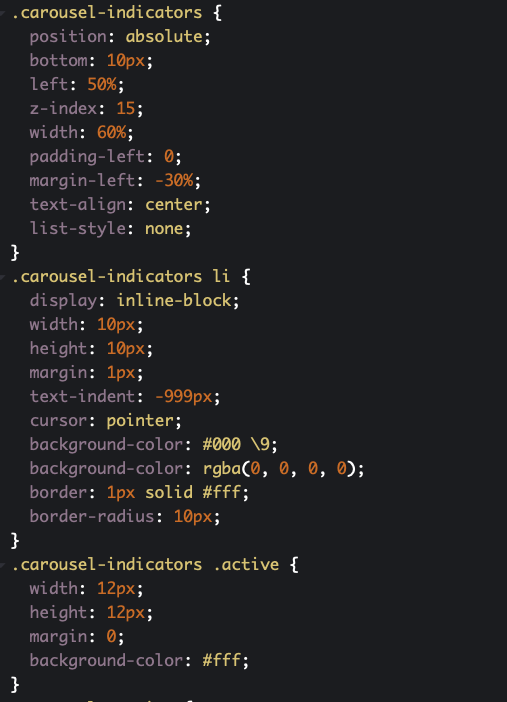 .carousel-indicators {
  position: absolute;
  bottom: 10px;
  left: 50%;
  z-index: 15;
  width: 60%;
  padding-left: 0;
  margin-left: -30%;
  text-align: center;
  list-style: none;
}
.carousel-indicators li {
  display: inline-block;
  width: 10px;
  height: 10px;
  margin: 1px;
  text-indent: -999px;
  cursor: pointer;
  background-color: #000 \9;
  background-color: rgba(0, 0, 0, 0);
  border: 1px solid #fff;
  border-radius: 10px;
}
.carousel-indicators .active {
  width: 12px;
  height: 12px;
  margin: 0;
  background-color: #fff;
}